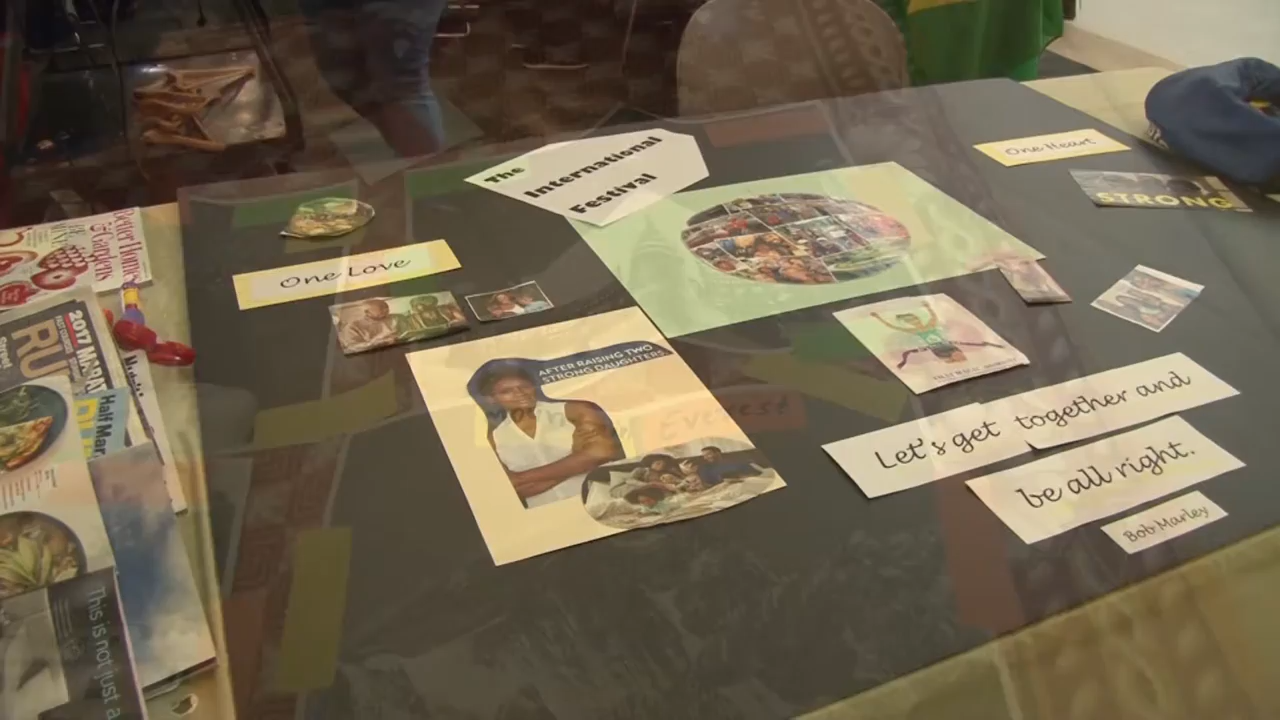 The
International
Festival
One Heart
STRONG
One Love
AFTER RAISING TWO
STRONG DAUGHTERS,
Let's get together and
be all right.
Bob Marley
Better Homes
& Gardens
RU
2017
Half Mar
This is not just a